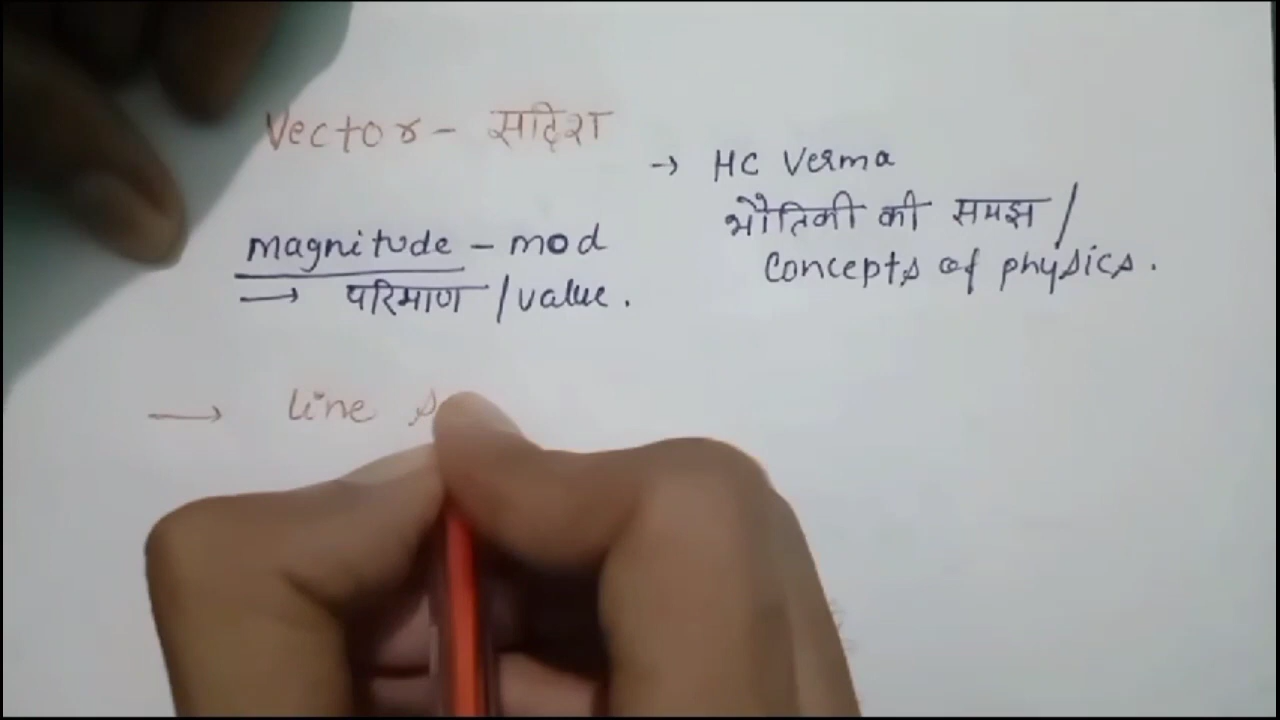 Vector - सदिश
magnitude - mod
→ परिमाण / value.
→ HC Verma
भौतिकी की समझ /
Concepts of physics.
→ line s